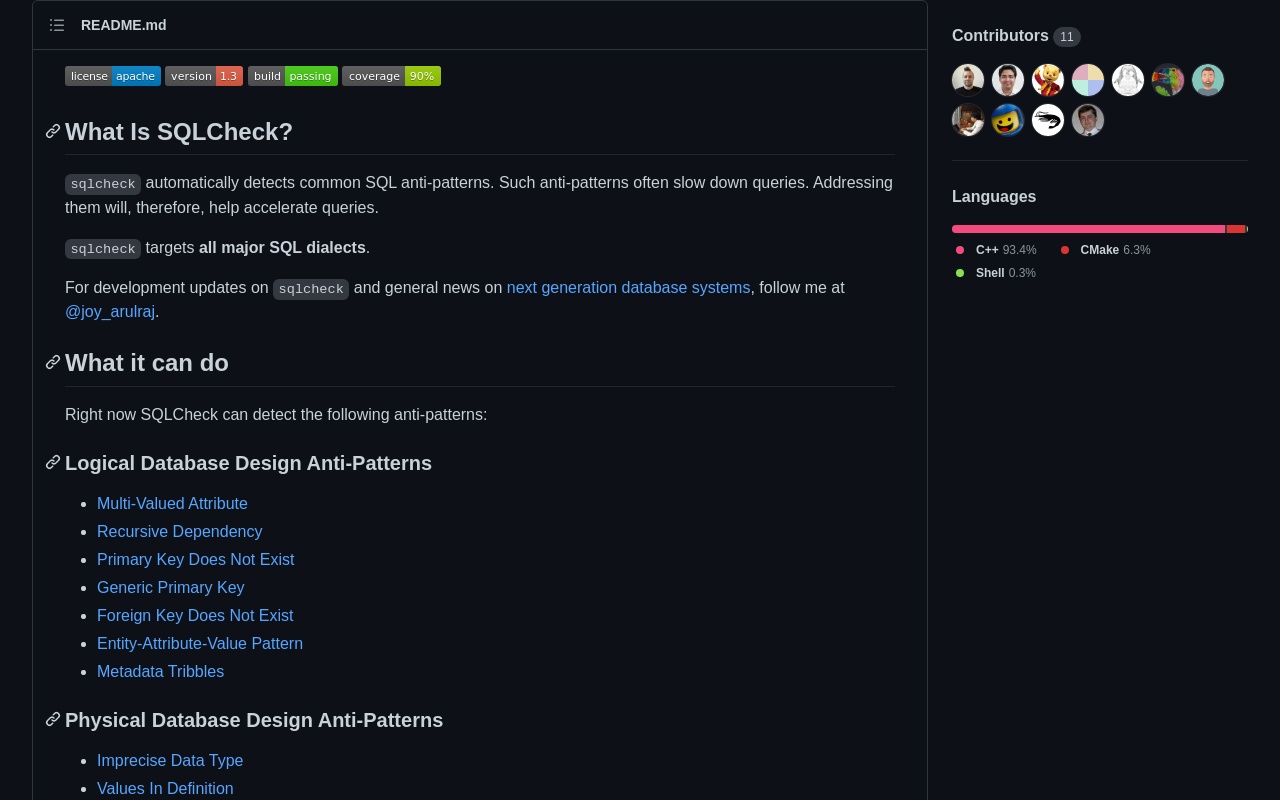 README.md
license apache version 1.3 build passing coverage 90%
What Is SQLCheck?
sqlcheck automatically detects common SQL anti-patterns. Such anti-patterns often slow down queries. Addressing
them will, therefore, help accelerate queries.
sqlcheck targets all major SQL dialects.
For development updates on sqlcheck and general news on next generation database systems, follow me at
@joy_arulraj.
What it can do
Right now SQLCheck can detect the following anti-patterns:
Logical Database Design Anti-Patterns
Multi-Valued Attribute
Recursive Dependency
Primary Key Does Not Exist
Generic Primary Key
Foreign Key Does Not Exist
Entity-Attribute-Value Pattern
Metadata Tribbles
Physical Database Design Anti-Patterns
Imprecise Data Type
Values In Definition
Contributors 11
Languages
C++ 93.4% CMake 6.3%
Shell 0.3%